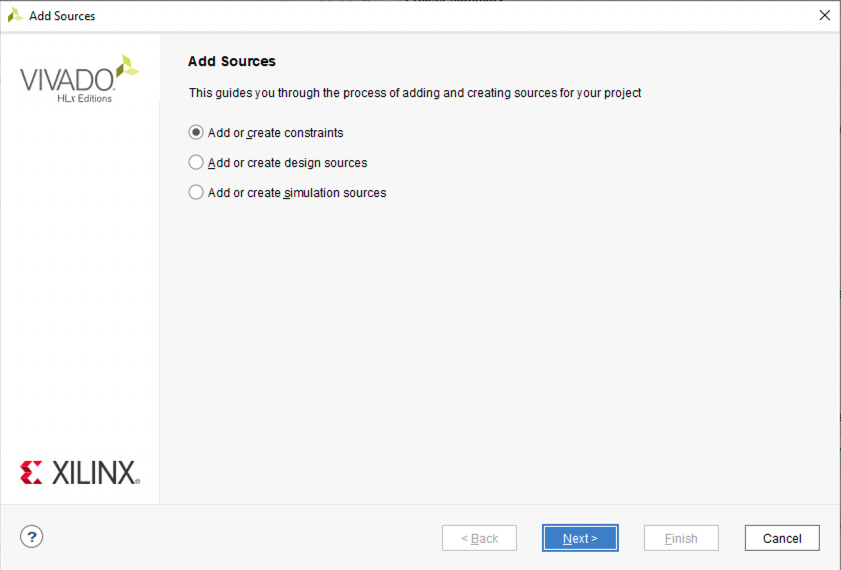 Add Sources
VIVADO
HLx Editions
Add Sources
This guides you through the process of adding and creating sources for your project
Add or create constraints
Add or create design sources
Add or create simulation sources
XILINX
?
< Back
Next >
Finish
Cancel